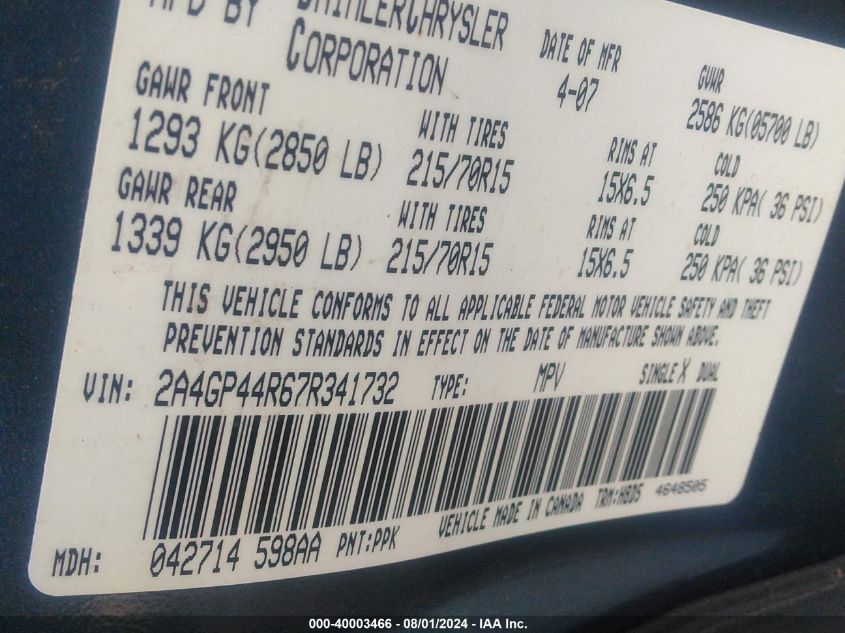 MFD BY DAIMLERCHRYSLER CORPORATION
DATE OF MFR 4-07
GVWR 2586 KG(05700 LB)
GAWR FRONT 1293 KG(2850 LB) WITH TIRES 215/70R15 RIMS AT 15X6.5 COLD 250 KPA( 36 PSI)
GAWR REAR 1339 KG(2950 LB) WITH TIRES 215/70R15 RIMS AT 15X6.5 COLD 250 KPA( 36 PSI)
THIS VEHICLE CONFORMS TO ALL APPLICABLE FEDERAL MOTOR VEHICLE SAFETY AND THEFT
PREVENTION STANDARDS IN EFFECT ON THE DATE OF MANUFACTURE SHOWN ABOVE.
VIN: 2A4GP44R67R341732 TYPE: MPV SINGLE X DUAL
MDH: 042714 598AA PNT:PPK VEHICLE MADE IN CANADA TRM:H8D5 4648505
000-40003466 - 08/01/2024 - IAA Inc.